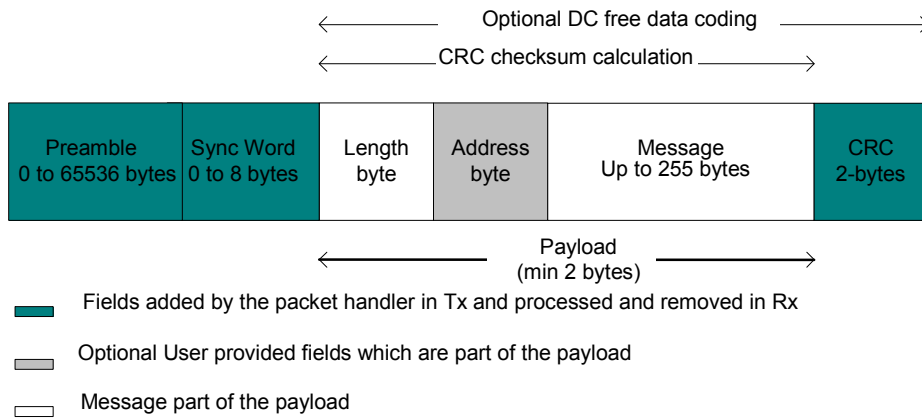 Optional DC free data coding
CRC checksum calculation
Preamble
0 to 65536 bytes
Sync Word
0 to 8 bytes
Length
byte
Address
byte
Message
Up to 255 bytes
CRC
2-bytes
Payload
(min 2 bytes)
Fields added by the packet handler in Tx and processed and removed in Rx
Optional User provided fields which are part of the payload
Message part of the payload